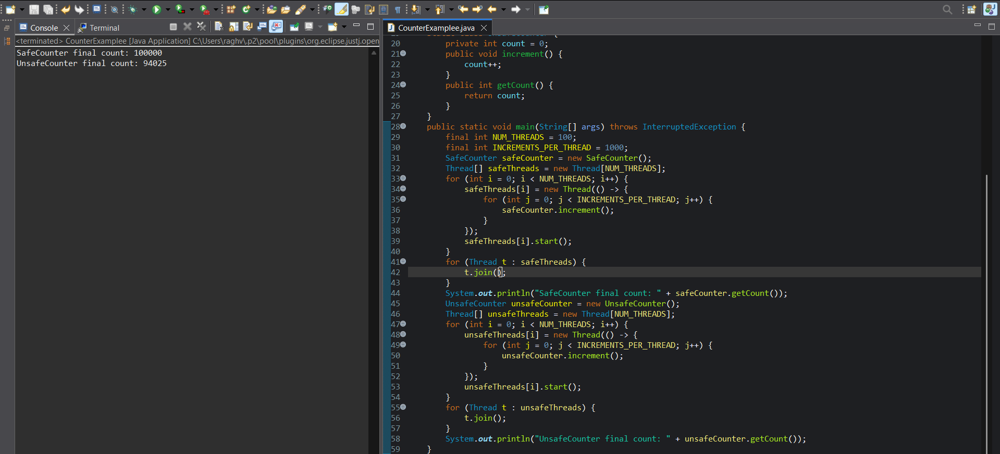 Console
Terminal
<terminated> CounterExamplee [Java Application] C:\Users\raghv\.p2\pool\plugins\org.eclipse.justj.open
SafeCounter final count: 100000
UnsafeCounter final count: 94025
CounterExamplee.java
20 private int count = 0;
21 public void increment() {
22 count++;
23 }
24 public int getCount() {
25 return count;
26 }
27 }
28 public static void main(String[] args) throws InterruptedException {
29 final int NUM_THREADS = 100;
30 final int INCREMENTS_PER_THREAD = 1000;
31 SafeCounter safeCounter = new SafeCounter();
32 Thread[] safeThreads = new Thread[NUM_THREADS];
33 for (int i = 0; i < NUM_THREADS; i++) {
34 safeThreads[i] = new Thread(() -> {
35 for (int j = 0; j < INCREMENTS_PER_THREAD; j++) {
36 safeCounter.increment();
37 }
38 });
39 safeThreads[i].start();
40 }
41 for (Thread t : safeThreads) {
42 t.join();
43 }
44 System.out.println("SafeCounter final count: " + safeCounter.getCount());
45 UnsafeCounter unsafeCounter = new UnsafeCounter();
46 Thread[] unsafeThreads = new Thread[NUM_THREADS];
47 for (int i = 0; i < NUM_THREADS; i++) {
48 unsafeThreads[i] = new Thread(() -> {
49 for (int j = 0; j < INCREMENTS_PER_THREAD; j++) {
50 unsafeCounter.increment();
51 }
52 });
53 unsafeThreads[i].start();
54 }
55 for (Thread t : unsafeThreads) {
56 t.join();
57 }
58 System.out.println("UnsafeCounter final count: " + unsafeCounter.getCount());
59 }